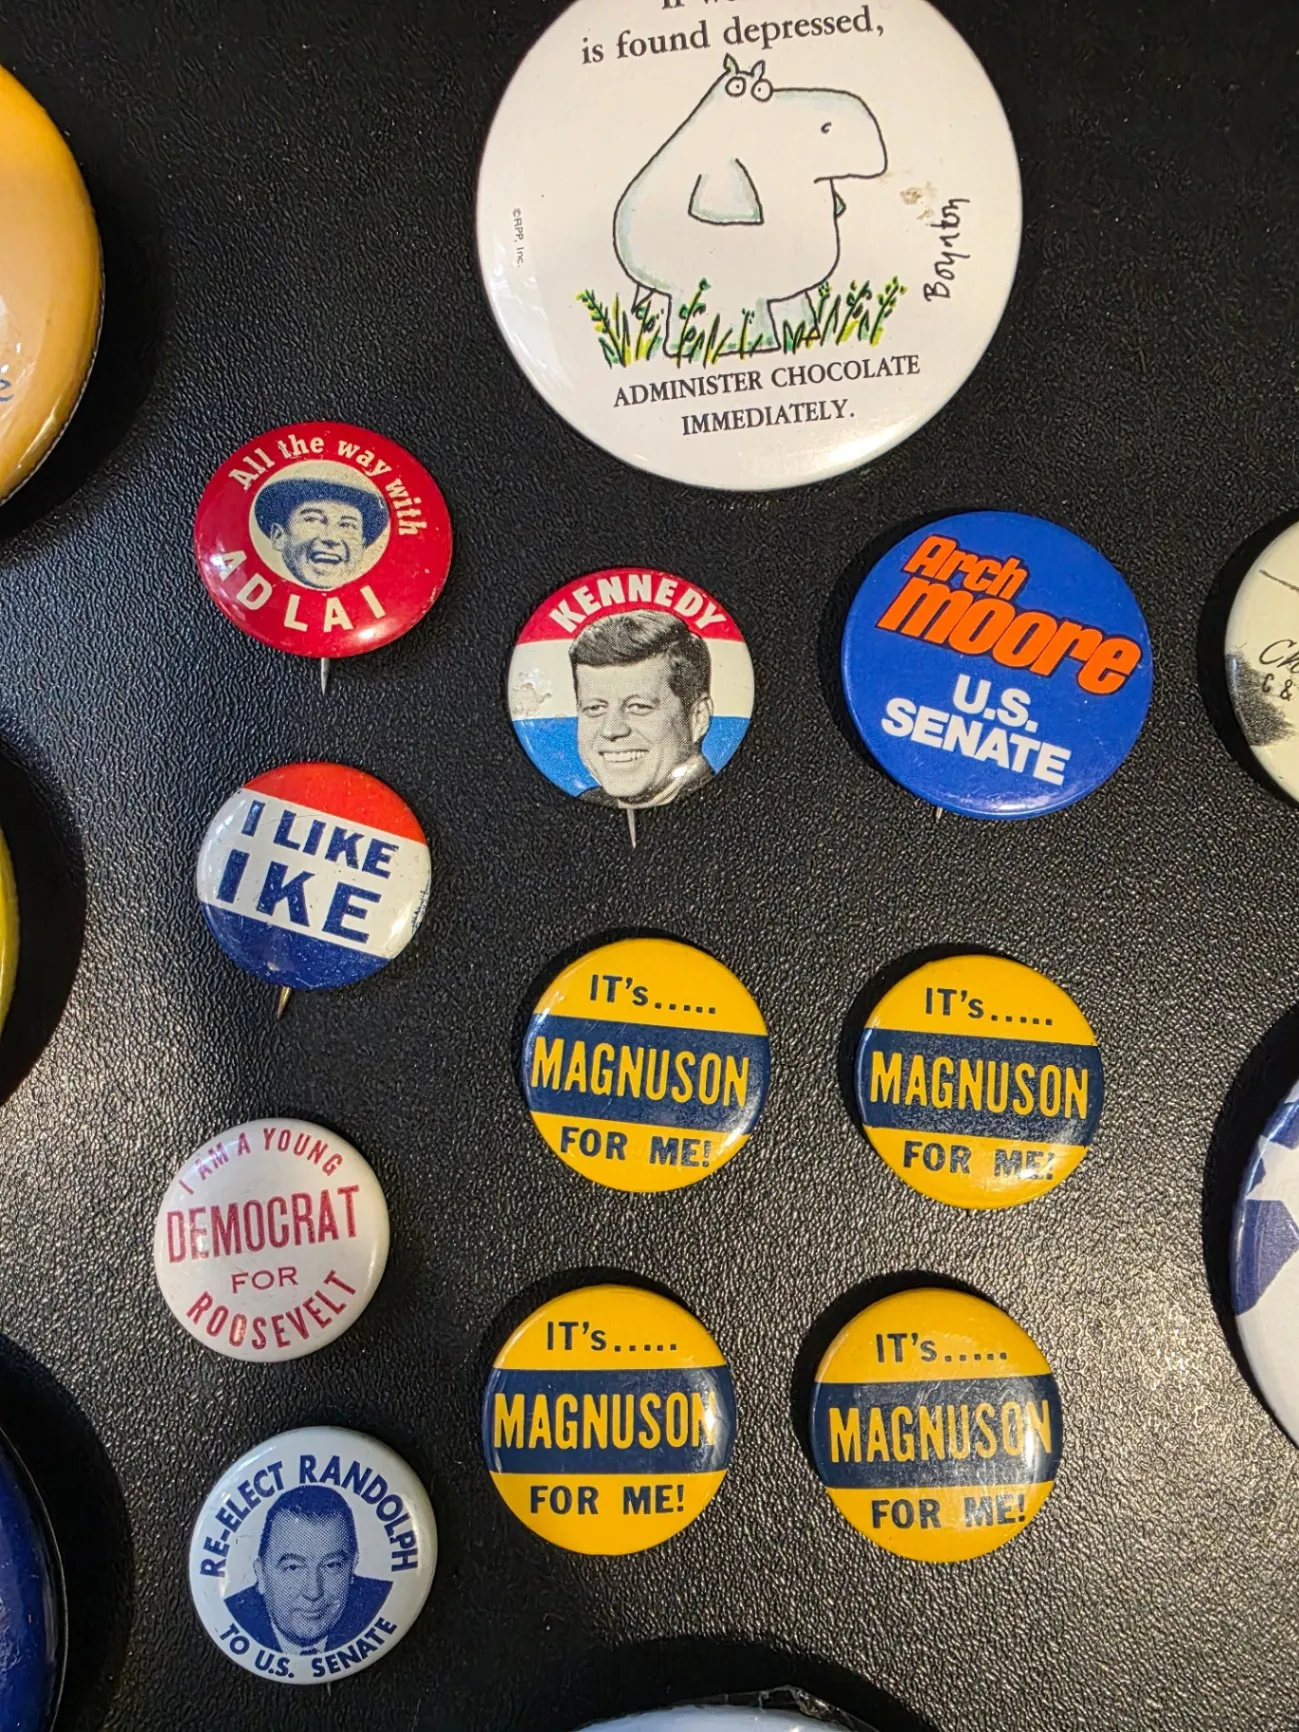 is found depressed,
©RPP, Inc.
Boynton
ADMINISTER CHOCOLATE
IMMEDIATELY.
All the way with
ADLAI
KENNEDY
Arch
moore
U.S.
SENATE
I LIKE
IKE
IT's.....
MAGNUSON
FOR ME!
IT's.....
MAGNUSON
FOR ME!
I AM A YOUNG
DEMOCRAT
FOR
ROOSEVELT
IT's.....
MAGNUSON
FOR ME!
IT's.....
MAGNUSON
FOR ME!
RE-ELECT RANDOLPH
TO U.S. SENATE